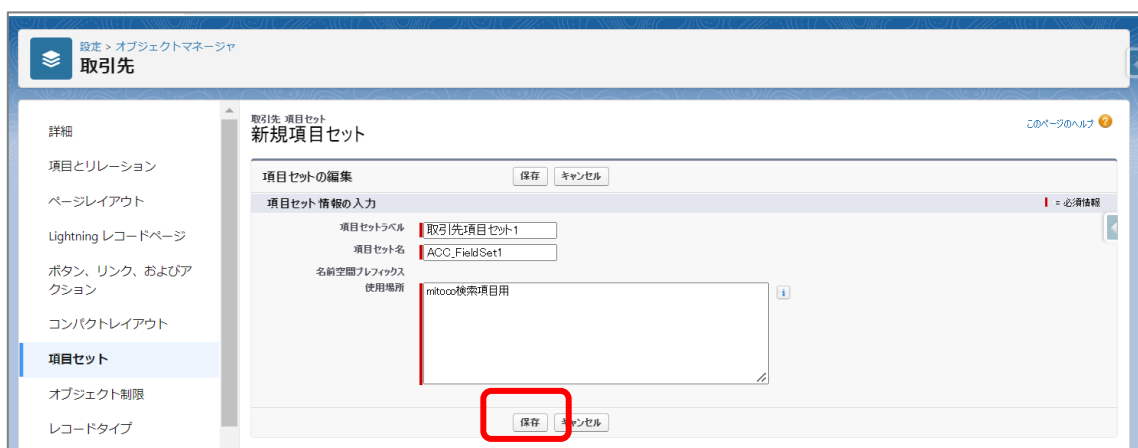 設定 > オブジェクトマネージャ
取引先
詳細
項目とリレーション
ページレイアウト
Lightning レコードページ
ボタン、リンク、およびア
クション
コンパクトレイアウト
項目セット
オブジェクト制限
レコードタイプ
取引先 項目セット
新規項目セット
このページのヘルプ ?
項目セットの編集 保存 キャンセル
項目セット情報の入力 = 必須情報
項目セットラベル 取引先項目セット1
項目セット名 ACC_FieldSet1
名前空間プレフィックス
使用場所 mitoco検索項目用 i
保存 キャンセル